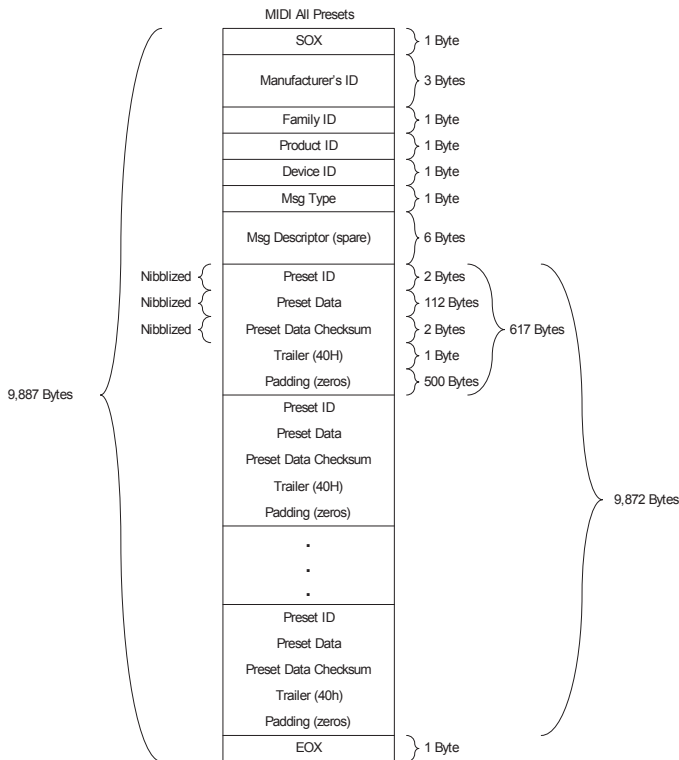 MIDI All Presets
SOX 1 Byte
Manufacturer's ID 3 Bytes
Family ID 1 Byte
Product ID 1 Byte
Device ID 1 Byte
Msg Type 1 Byte
Msg Descriptor (spare) 6 Bytes
Nibblized Preset ID 2 Bytes
Nibblized Preset Data 112 Bytes
Nibblized Preset Data Checksum 2 Bytes 617 Bytes
Trailer (40H) 1 Byte
Padding (zeros) 500 Bytes
9,887 Bytes
Preset ID
Preset Data
Preset Data Checksum
Trailer (40H)
9,872 Bytes
Padding (zeros)
.
.
.
Preset ID
Preset Data
Preset Data Checksum
Trailer (40h)
Padding (zeros)
EOX 1 Byte